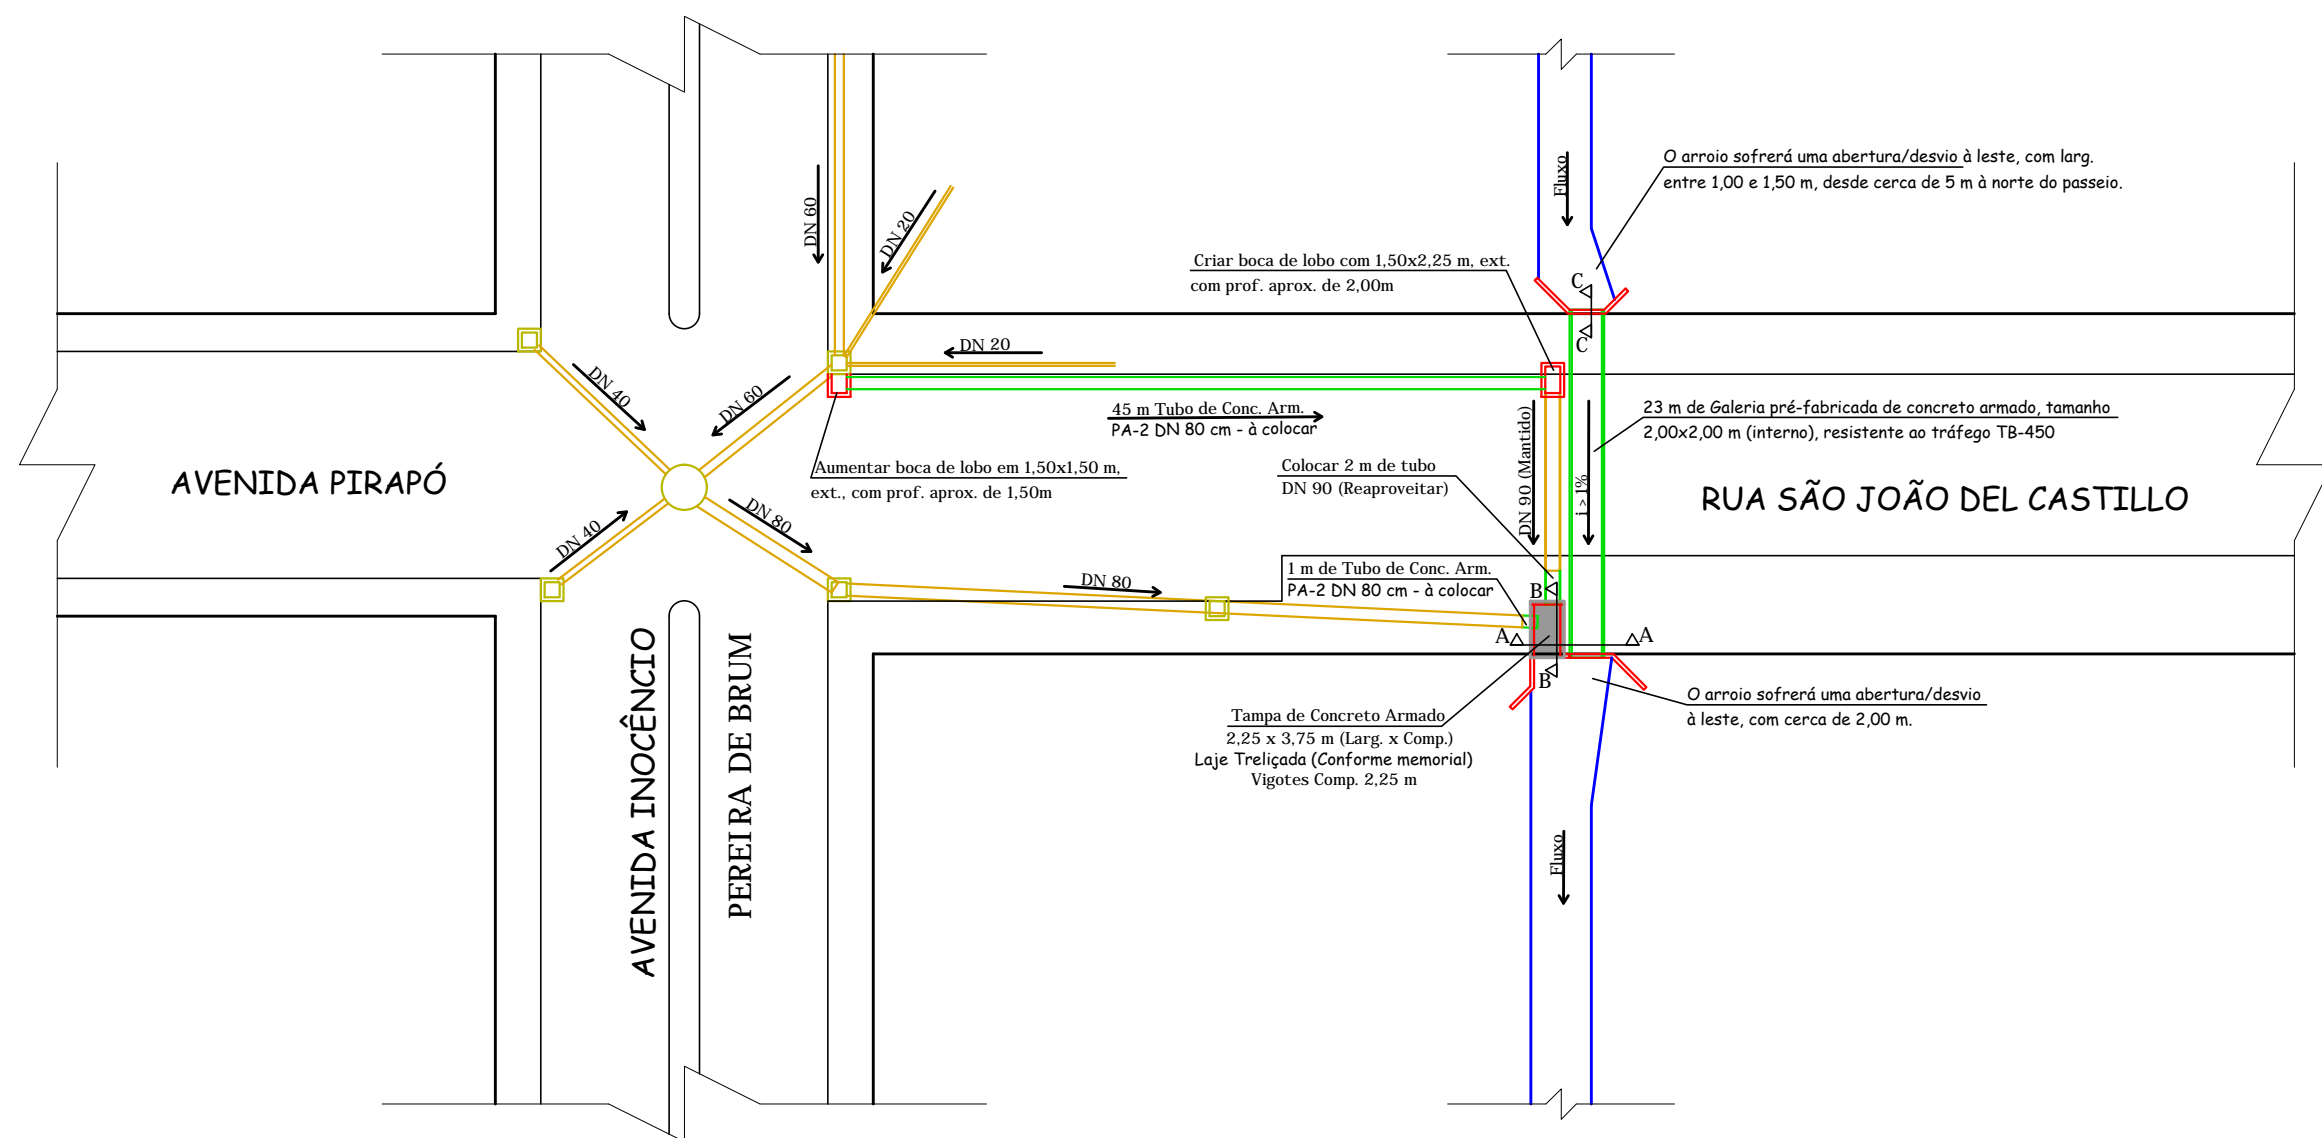 O arroio sofrerá uma abertura/desvio à leste, com larg.
entre 1,00 e 1,50 m, desde cerca de 5 m à norte do passeio.
Fluxo
DN 60
DN 20
Criar boca de lobo com 1,50x2,25 m, ext.
com prof. aprox. de 2,00m
C
C
DN 20
DN 40
DN 60
45 m Tubo de Conc. Arm.
PA-2 DN 80 cm - à colocar
23 m de Galeria pré-fabricada de concreto armado, tamanho
2,00x2,00 m (interno), resistente ao tráfego TB-450
AVENIDA PIRAPÓ
Aumentar boca de lobo em 1,50x1,50 m,
ext., com prof. aprox. de 1,50m
Colocar 2 m de tubo
DN 90 (Reaproveitar)
DN 90 (Mantido)
i > 1%
RUA SÃO JOÃO DEL CASTILLO
DN 40
DN 80
DN 80
1 m de Tubo de Conc. Arm.
PA-2 DN 80 cm - à colocar
B
A
A
B
AVENIDA INOCÊNCIO
PEREIRA DE BRUM
O arroio sofrerá uma abertura/desvio
à leste, com cerca de 2,00 m.
Tampa de Concreto Armado
2,25 x 3,75 m (Larg. x Comp.)
Laje Treliçada (Conforme memorial)
Vigotes Comp. 2,25 m
Fluxo